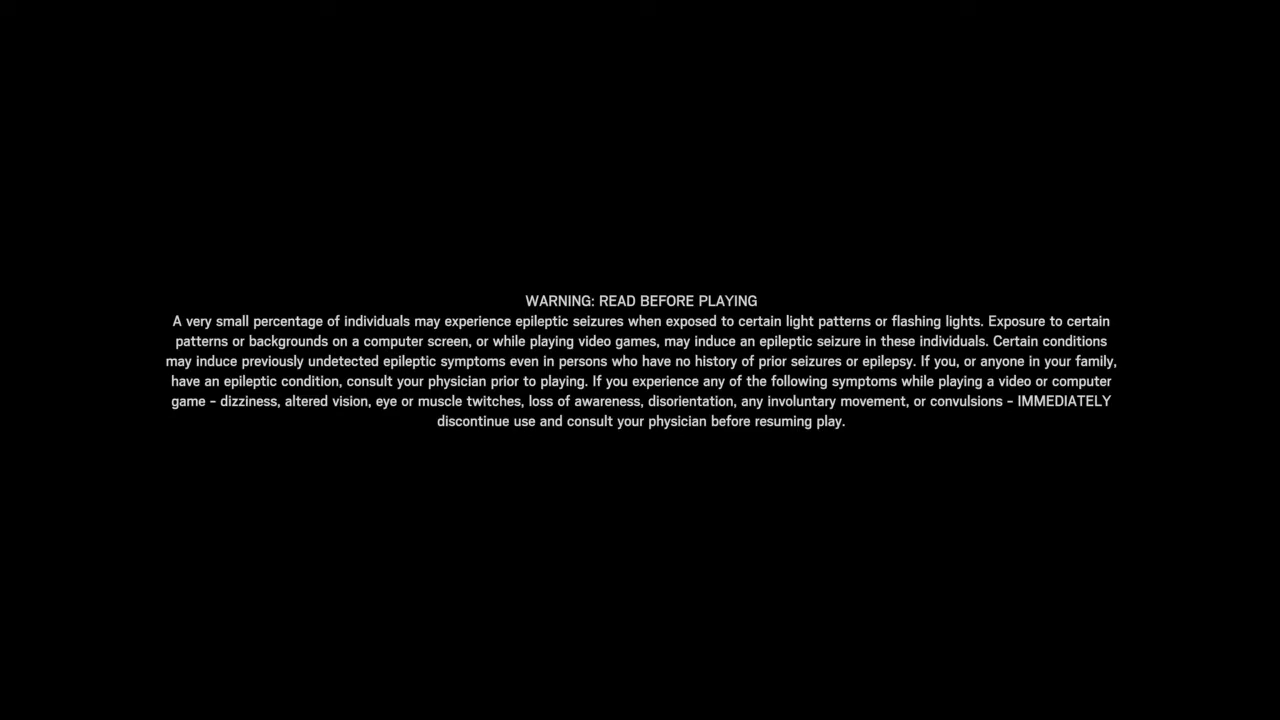 WARNING: READ BEFORE PLAYING
A very small percentage of individuals may experience epileptic seizures when exposed to certain light patterns or flashing lights. Exposure to certain
patterns or backgrounds on a computer screen, or while playing video games, may induce an epileptic seizure in these individuals. Certain conditions
may induce previously undetected epileptic symptoms even in persons who have no history of prior seizures or epilepsy. If you, or anyone in your family,
have an epileptic condition, consult your physician prior to playing. If you experience any of the following symptoms while playing a video or computer
game - dizziness, altered vision, eye or muscle twitches, loss of awareness, disorientation, any involuntary movement, or convulsions - IMMEDIATELY
discontinue use and consult your physician before resuming play.